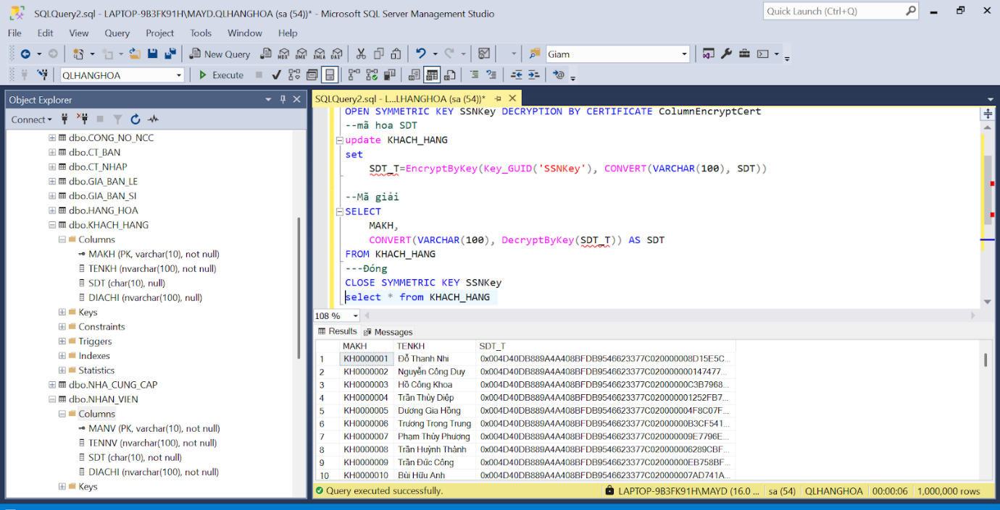 SQLQuery2.sql - LAPTOP-9B3FK91H\MAYD.QLHANGHOA (sa (54))* - Microsoft SQL Server Management Studio
Quick Launch (Ctrl+Q)
File Edit View Query Project Tools Window Help
New Query
MDX DMX XMLA DAX
Giam
QLHANGHOA
Execute
Object Explorer
Connect
dbo.CONG_NO_NCC
dbo.CT_BAN
dbo.CT_NHAP
dbo.GIA_BAN_LE
dbo.GIA_BAN_SI
dbo.HANG_HOA
dbo.KHACH_HANG
Columns
MAKH (PK, varchar(10), not null)
TENKH (nvarchar(100), not null)
SDT (char(10), null)
DIACHI (nvarchar(100), null)
Keys
Constraints
Triggers
Indexes
Statistics
dbo.NHA_CUNG_CAP
dbo.NHAN_VIEN
Columns
MANV (PK, varchar(10), not null)
TENNV (nvarchar(100), not null)
SDT (char(10), not null)
DIACHI (nvarchar(100), not null)
Keys
SQLQuery2.sql - L...LHANGHOA (sa (54))*
OPEN SYMMETRIC KEY SSNKey DECRYPTION BY CERTIFICATE ColumnEncryptCert
--mã hoa SDT
update KHACH_HANG
set
SDT_T=EncryptByKey(Key_GUID('SSNKey'), CONVERT(VARCHAR(100), SDT))
--Mã giải
SELECT
MAKH,
CONVERT(VARCHAR(100), DecryptByKey(SDT_T)) AS SDT
FROM KHACH_HANG
---Đóng
CLOSE SYMMETRIC KEY SSNKey
select * from KHACH_HANG
108 %
Results Messages
MAKH TENKH SDT_T
1 KH0000001 Đỗ Thanh Nhi 0x004D40DB889A4A408BFDB9546623377C020000008D15E5C...
2 KH0000002 Nguyễn Công Duy 0x004D40DB889A4A408BFDB9546623377C020000000147477...
3 KH0000003 Hồ Công Khoa 0x004D40DB889A4A408BFDB9546623377C02000000C3B7968...
4 KH0000004 Trần Thùy Diệp 0x004D40DB889A4A408BFDB9546623377C020000001252FB7...
5 KH0000005 Dương Gia Hồng 0x004D40DB889A4A408BFDB9546623377C020000004F8C07F...
6 KH0000006 Trương Trọng Trung 0x004D40DB889A4A408BFDB9546623377C02000000B3CF541...
7 KH0000007 Phạm Thủy Phượng 0x004D40DB889A4A408BFDB9546623377C020000009E7796E...
8 KH0000008 Trần Huỳnh Thành 0x004D40DB889A4A408BFDB9546623377C020000006289CBF...
9 KH0000009 Trần Đức Công 0x004D40DB889A4A408BFDB9546623377C02000000EB758BF...
10 KH0000010 Bùi Hữu Anh 0x004D40DB889A4A408BFDB9546623377C020000007AD741A...
Query executed successfully.
LAPTOP-9B3FK91H\MAYD (16.0 ... sa (54) QLHANGHOA 00:00:06 1,000,000 rows